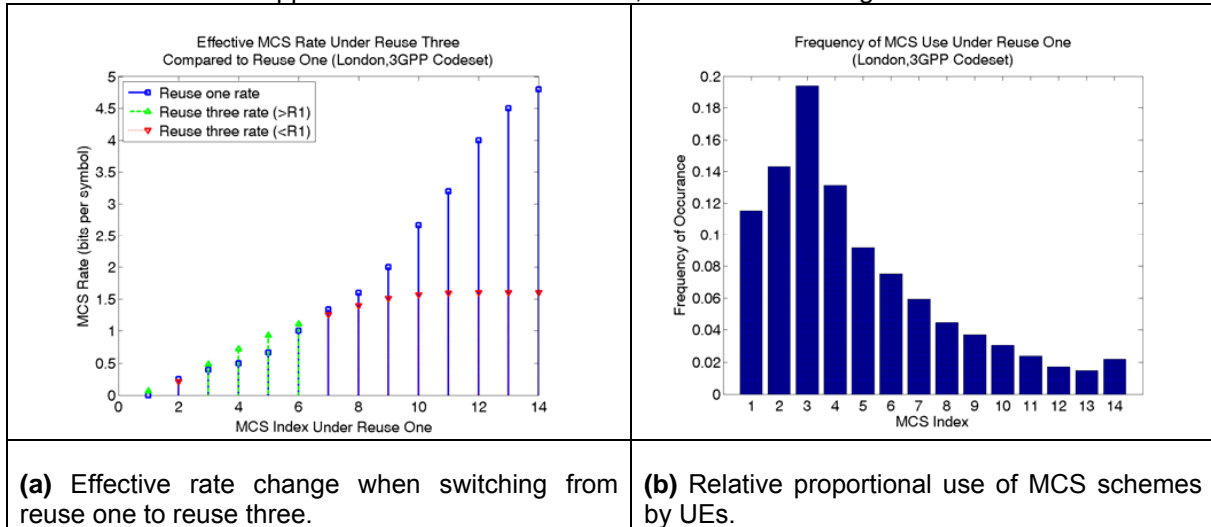 Effective MCS Rate Under Reuse Three
Compared to Reuse One (London,3GPP Codeset)
Reuse one rate
Reuse three rate (>R1)
Reuse three rate (<R1)
MCS Rate (bits per symbol)
5
4.5
4
3.5
3
2.5
2
1.5
1
0.5
0
0 2 4 6 8 10 12 14
MCS Index Under Reuse One
Frequency of MCS Use Under Reuse One
(London,3GPP Codeset)
Frequency of Occurance
0.2
0.18
0.16
0.14
0.12
0.1
0.08
0.06
0.04
0.02
0
1 2 3 4 5 6 7 8 9 10 11 12 13 14
MCS Index
(a) Effective rate change when switching from
reuse one to reuse three.
(b) Relative proportional use of MCS schemes
by UEs.